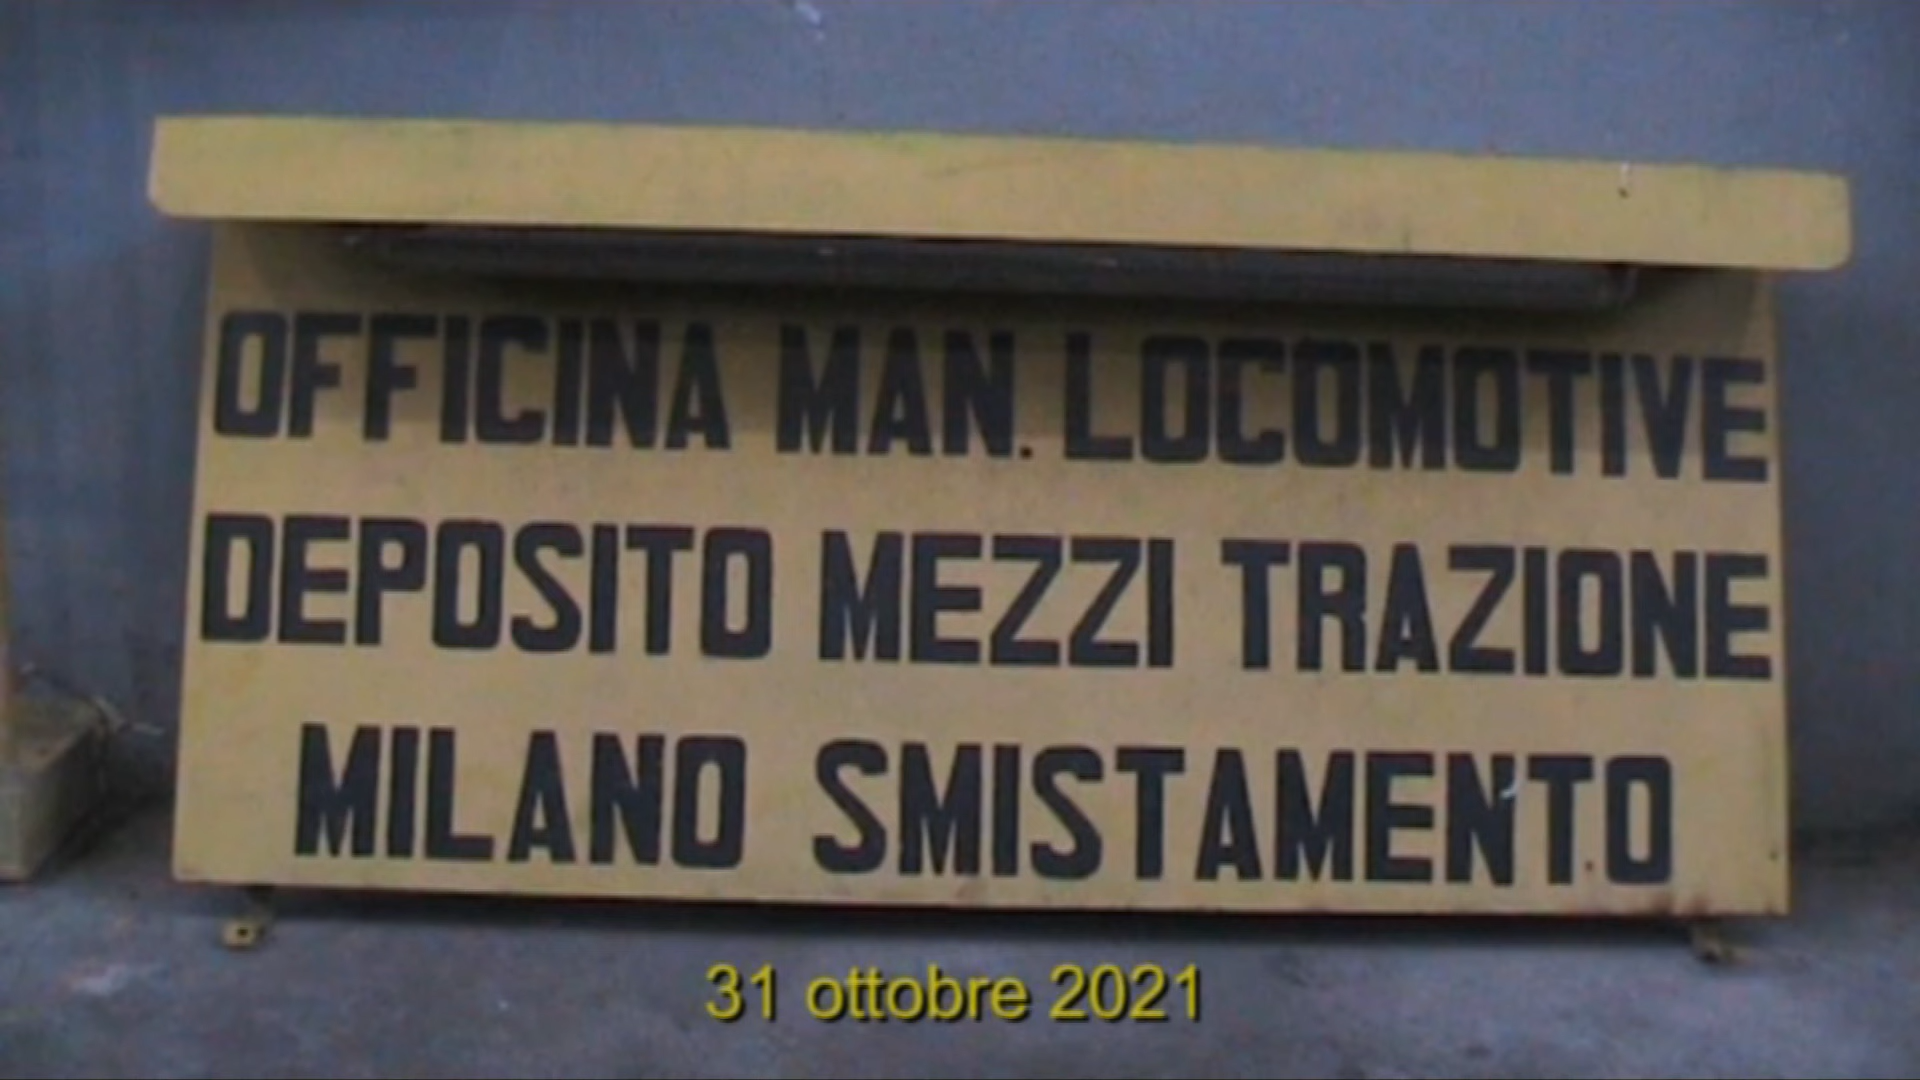 OFFICINA MAN. LOCOMOTIVE
DEPOSITO MEZZI TRAZIONE
MILANO SMISTAMENTO
31 ottobre 2021